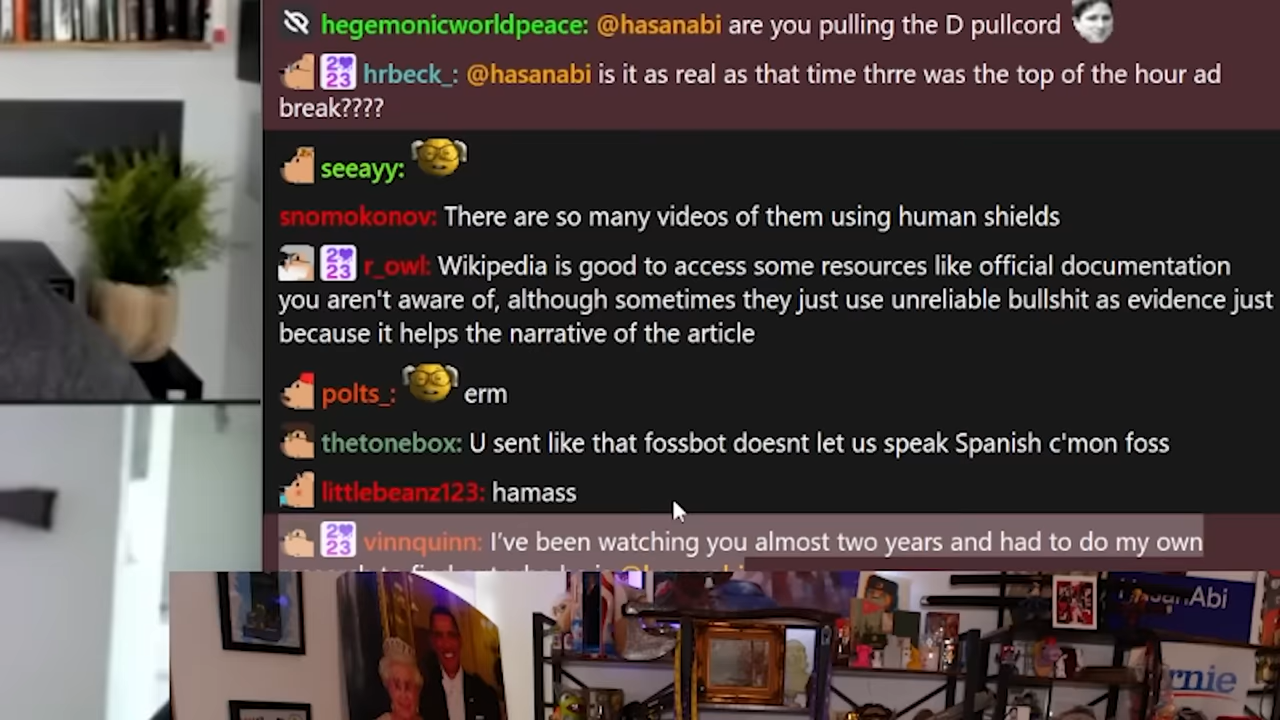 hegemonicworldpeace: @hasanabi are you pulling the D pullcord
2023 hrbeck_: @hasanabi is it as real as that time thrre was the top of the hour ad
break????
seeayy:
snomokonov: There are so many videos of them using human shields
2023 r_owl: Wikipedia is good to access some resources like official documentation
you aren't aware of, although sometimes they just use unreliable bullshit as evidence just
because it helps the narrative of the article
polts_: erm
thetonebox: U sent like that fossbot doesnt let us speak Spanish c'mon foss
littlebeanz123: hamass
2023 vinnquinn: I've been watching you almost two years and had to do my own